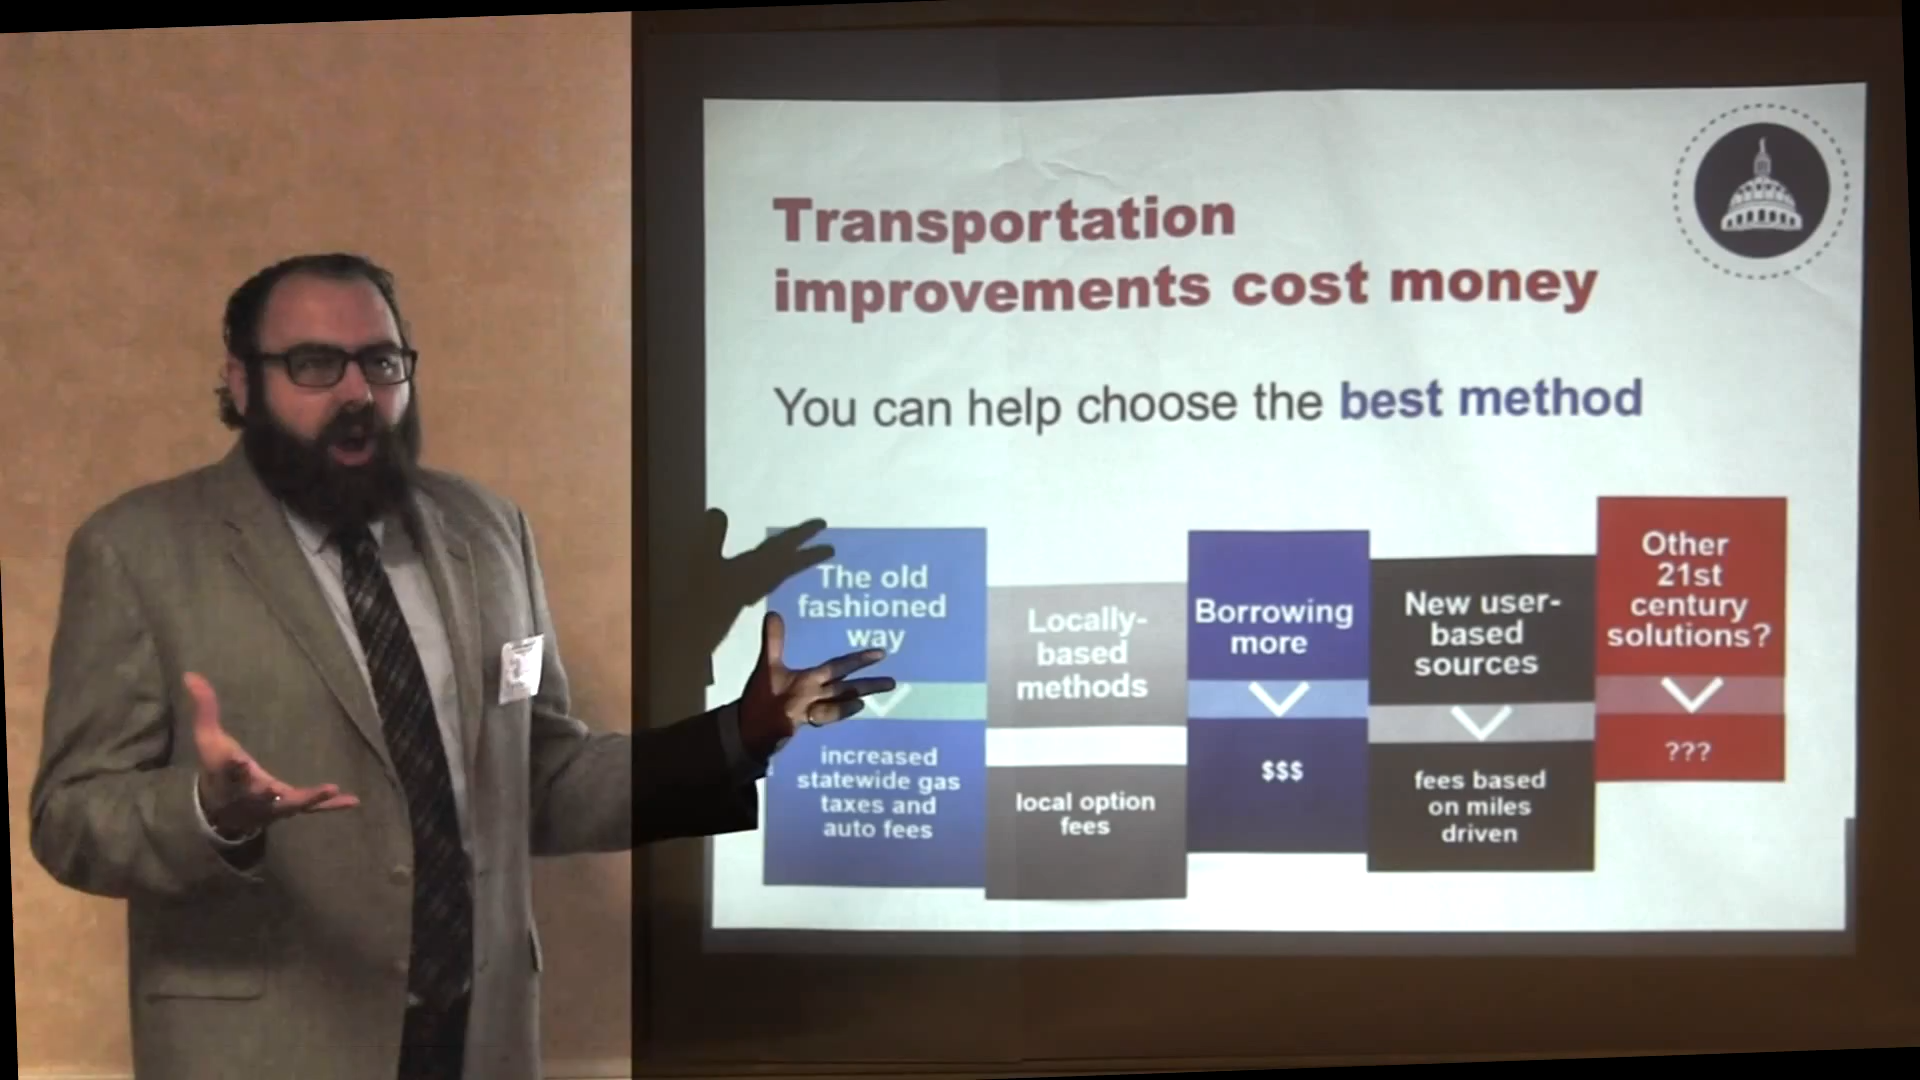 Transportation
improvements cost money
You can help choose the best method
The old
fashioned
way
increased
statewide gas
taxes and
auto fees
Locally-
based
methods
local option
fees
Borrowing
more
$$$
New user-
based
sources
fees based
on miles
driven
Other
21st
century
solutions?
???